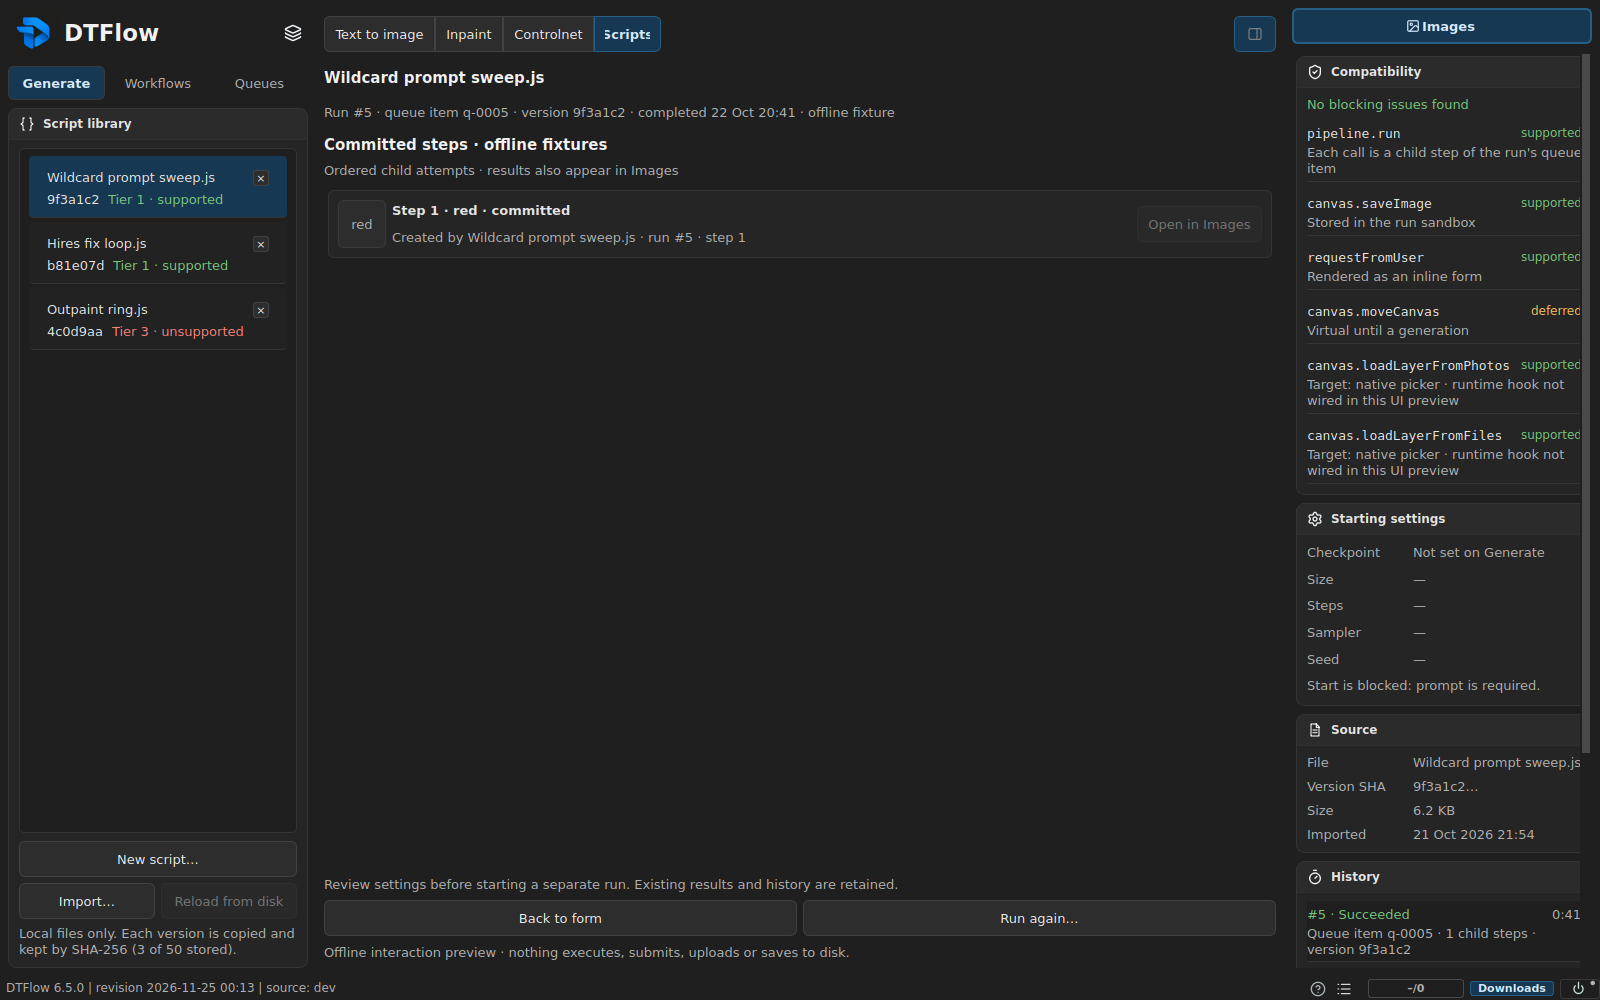 DTFlow
Generate
Workflows
Queues
Script library
Wildcard prompt sweep.js
9f3a1c2 Tier 1 · supported
Hires fix loop.js
b81e07d Tier 1 · supported
Outpaint ring.js
4c0d9aa Tier 3 · unsupported
New script...
Import...
Reload from disk
Local files only. Each version is copied and
kept by SHA-256 (3 of 50 stored).
Text to image
Inpaint
Controlnet
Scripts
Wildcard prompt sweep.js
Run #5 · queue item q-0005 · version 9f3a1c2 · completed 22 Oct 20:41 · offline fixture
Committed steps · offline fixtures
Ordered child attempts · results also appear in Images
red
Step 1 · red · committed
Created by Wildcard prompt sweep.js · run #5 · step 1
Open in Images
Review settings before starting a separate run. Existing results and history are retained.
Back to form
Run again...
Offline interaction preview · nothing executes, submits, uploads or saves to disk.
Images
Compatibility
No blocking issues found
pipeline.run supported
Each call is a child step of the run's queue
item
canvas.saveImage supported
Stored in the run sandbox
requestFromUser supported
Rendered as an inline form
canvas.moveCanvas deferred
Virtual until a generation
canvas.loadLayerFromPhotos supported
Target: native picker · runtime hook not
wired in this UI preview
canvas.loadLayerFromFiles supported
Target: native picker · runtime hook not
wired in this UI preview
Starting settings
Checkpoint Not set on Generate
Size —
Steps —
Sampler —
Seed —
Start is blocked: prompt is required.
Source
File Wildcard prompt sweep.js
Version SHA 9f3a1c2...
Size 6.2 KB
Imported 21 Oct 2026 21:54
History
#5 · Succeeded 0:41
Queue item q-0005 · 1 child steps ·
version 9f3a1c2
DTFlow 6.5.0 | revision 2026-11-25 00:13 | source: dev
-/0
Downloads